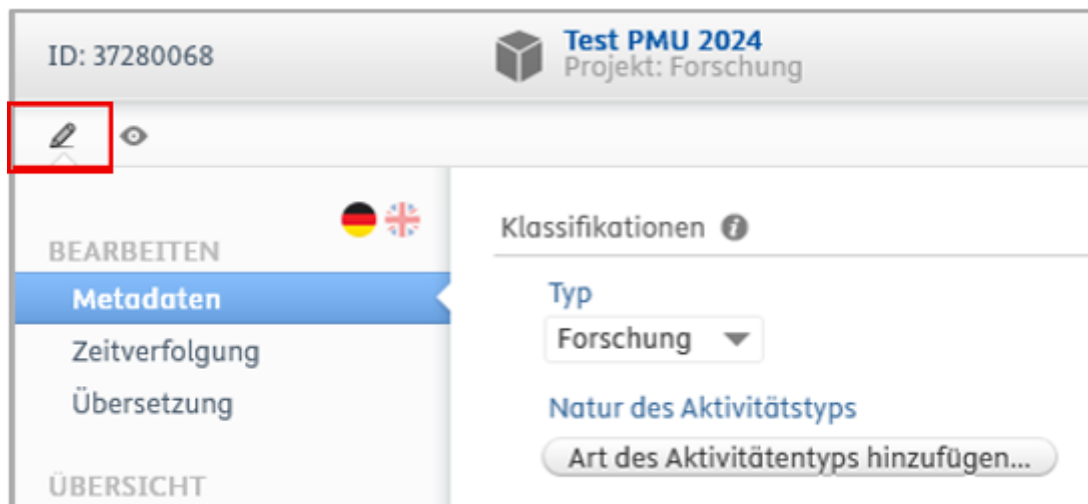 ID: 37280068
Test PMU 2024
Projekt: Forschung
BEARBEITEN
Metadaten
Zeitverfolgung
Übersetzung
ÜBERSICHT
Klassifikationen
Typ
Forschung
Natur des Aktivitätstyps
Art des Aktivitätentyps hinzufügen...